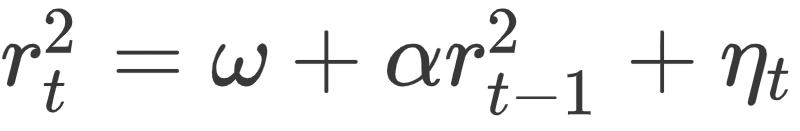 r_t^2 = ω + αr_{t−1}^2 + η_t